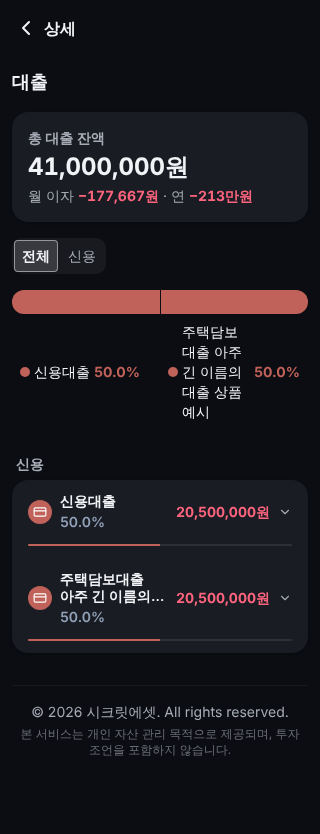 상세
대출
총 대출 잔액
41,000,000원
월 이자 −177,667원 · 연 −213만원
전체 신용
신용대출 50.0%
주택담보
대출 아주
긴 이름의
대출 상품
예시
50.0%
신용
신용대출
50.0%
20,500,000원
주택담보대출
아주 긴 이름의...
50.0%
20,500,000원
© 2026 시크릿에셋. All rights reserved.
본 서비스는 개인 자산 관리 목적으로 제공되며, 투자
조언을 포함하지 않습니다.